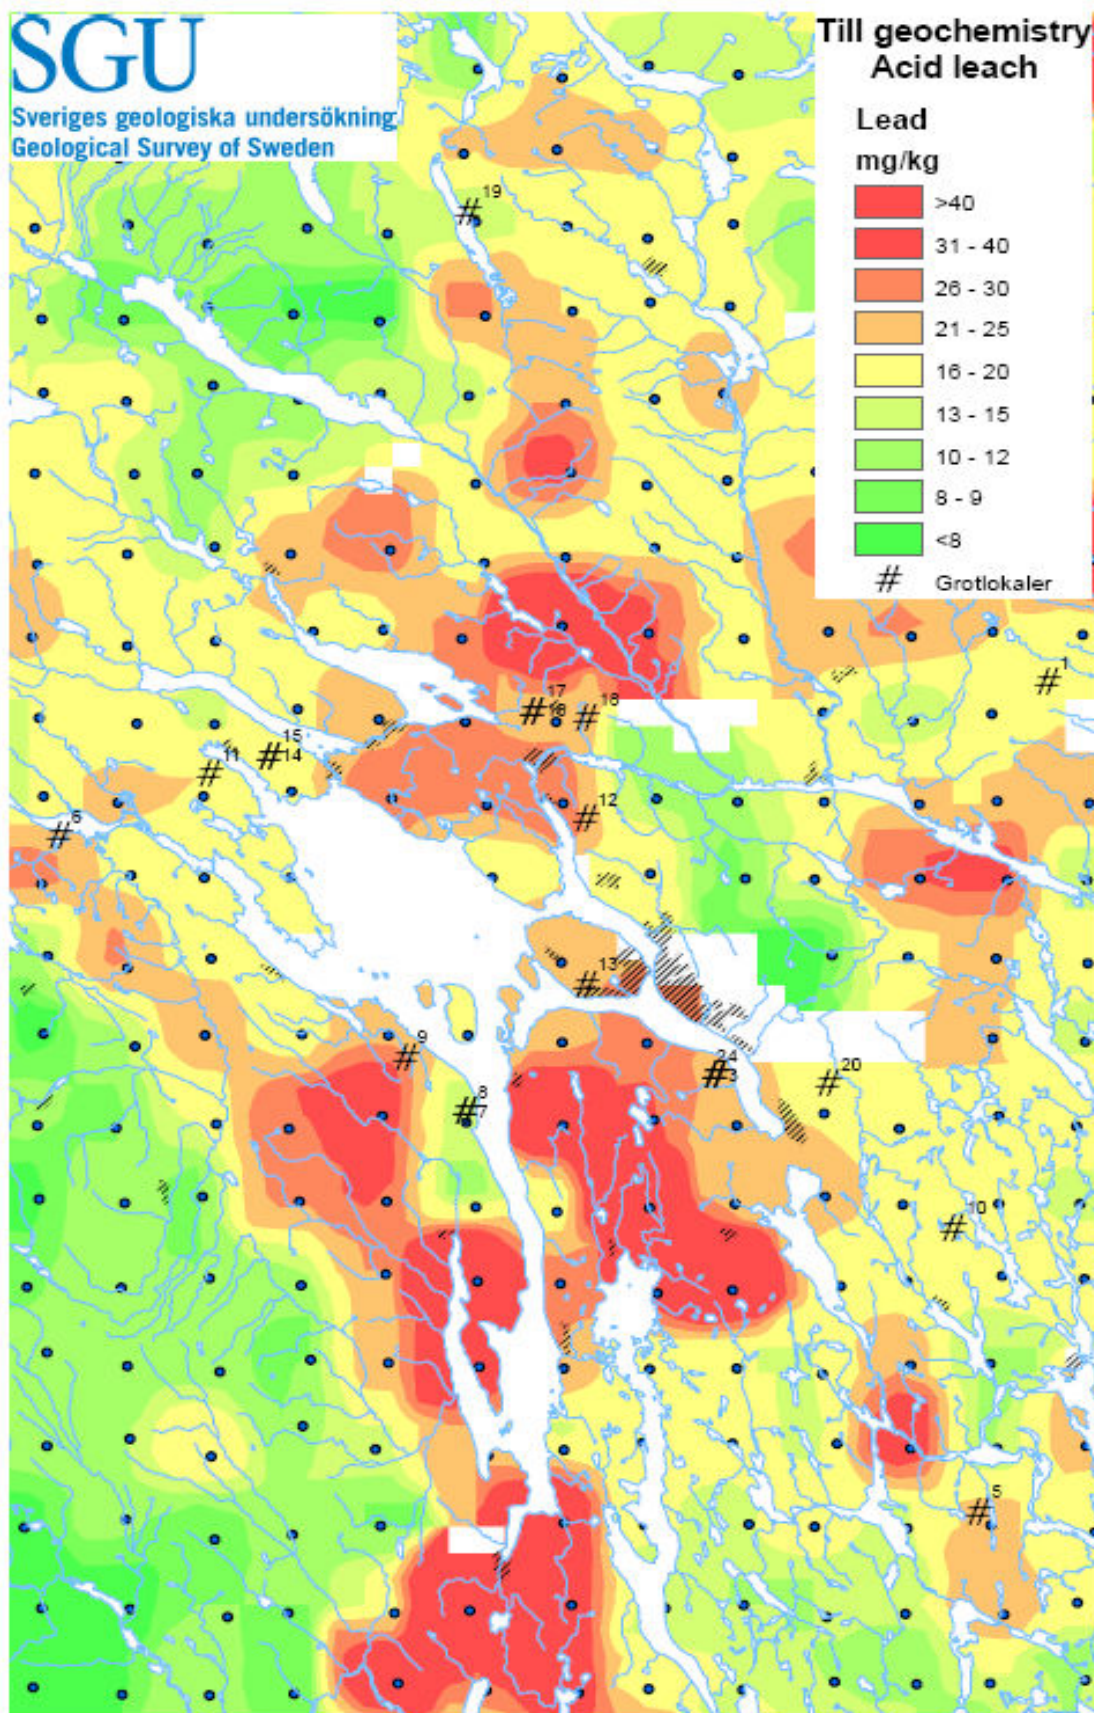 SGU
Sveriges geologiska undersökning
Geological Survey of Sweden
Till geochemistry
Acid leach
Lead
mg/kg
>40
31 - 40
26 - 30
21 - 25
16 - 20
13 - 15
10 - 12
8 - 9
<8
# Grotlokaler
# 19
# 1
# 17
# 16
# 15
14
# 11
# 12
# 6
# 13
# 9
# 24
3
# 20
# 8
7
# 10
# 5